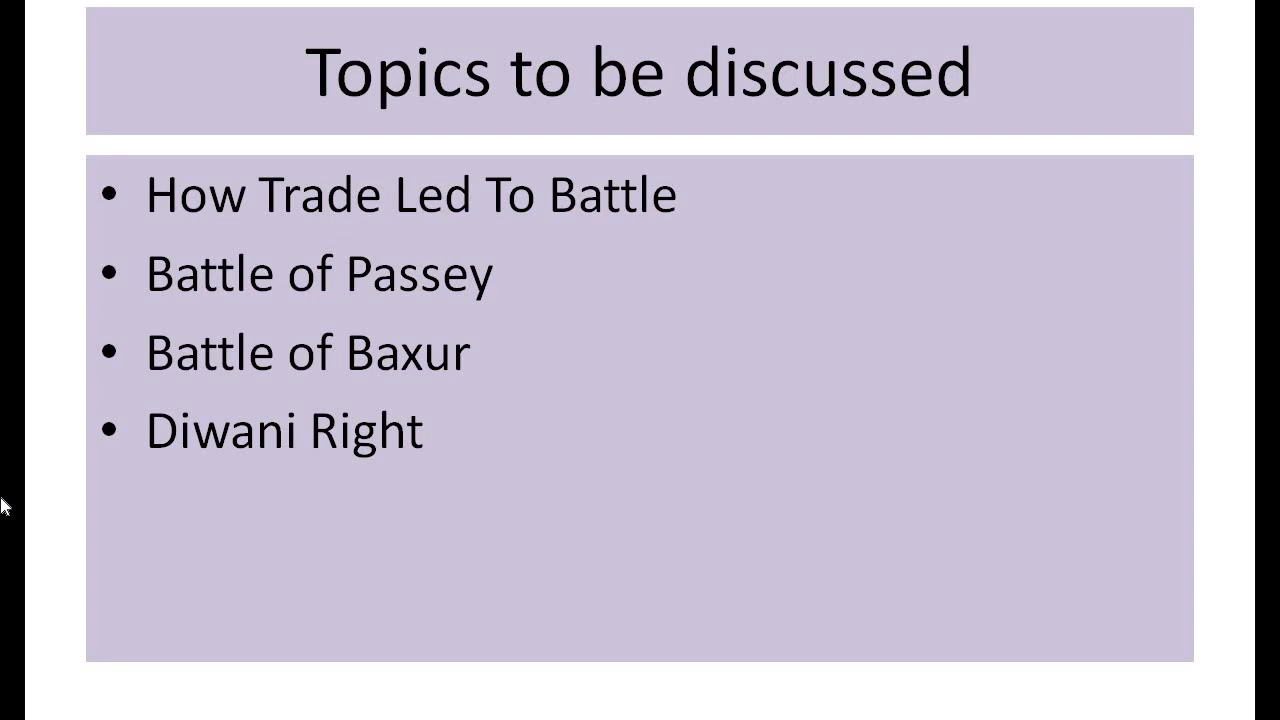 Topics to be discussed
• How Trade Led To Battle
• Battle of Passey
• Battle of Baxur
• Diwani Right